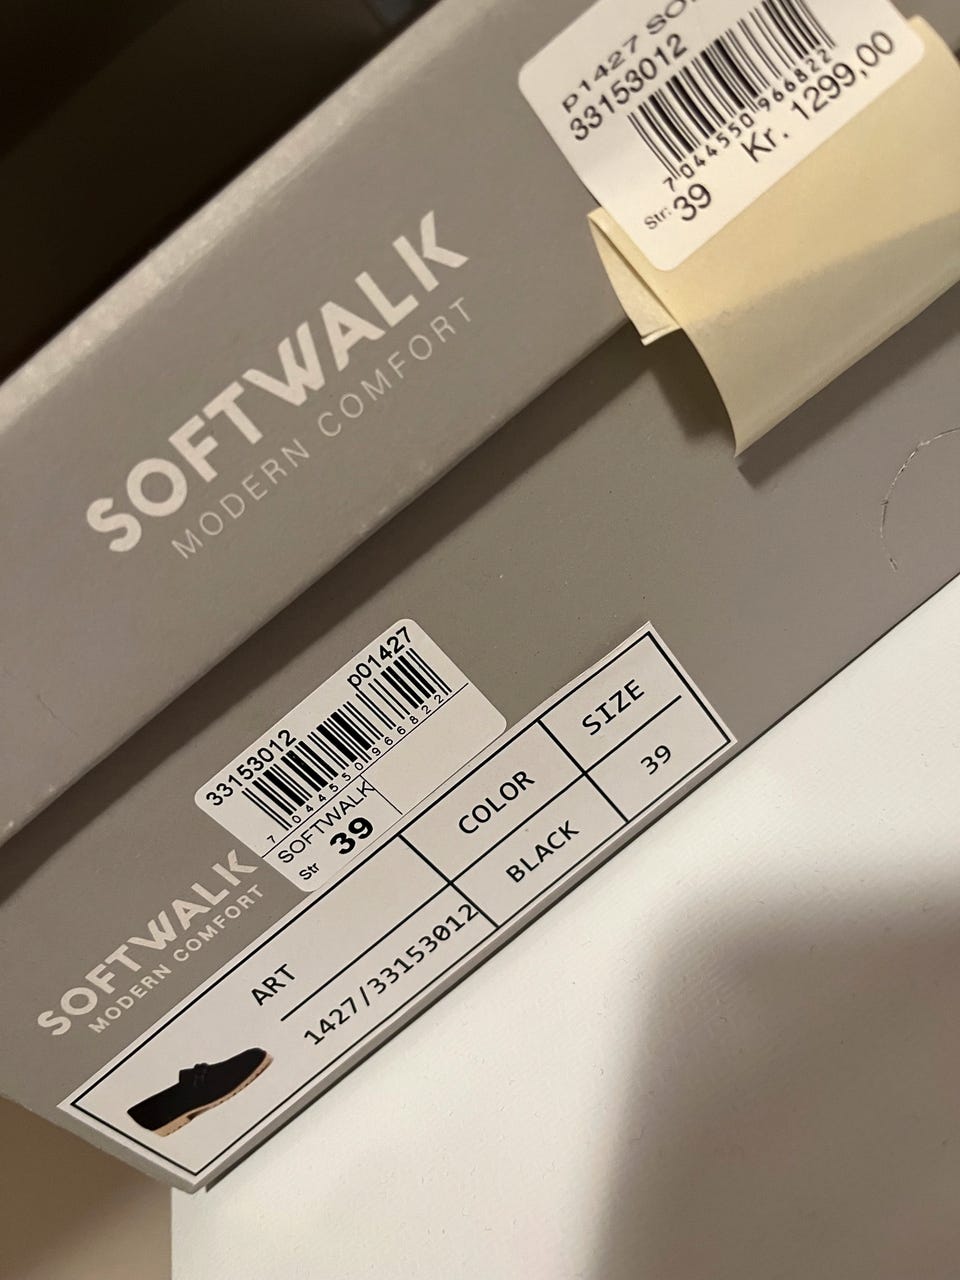 p1427 SO
33153012
7 044550 966822
Kr. 1299,00
Str: 39
SOFTWALK
MODERN COMFORT
33153012 p01427
7 044550 966822
SOFTWALK
Str 39
SOFTWALK
MODERN COMFORT
ART COLOR SIZE
1427/33153012 BLACK 39